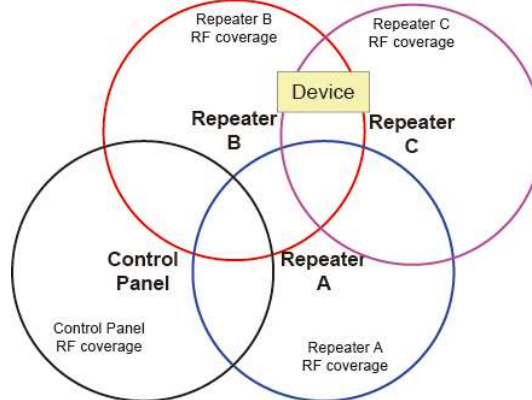 Repeater B
RF coverage
Repeater C
RF coverage
Device
Repeater
B
Repeater
C
Control
Panel
Repeater
A
Control Panel
RF coverage
Repeater A
RF coverage